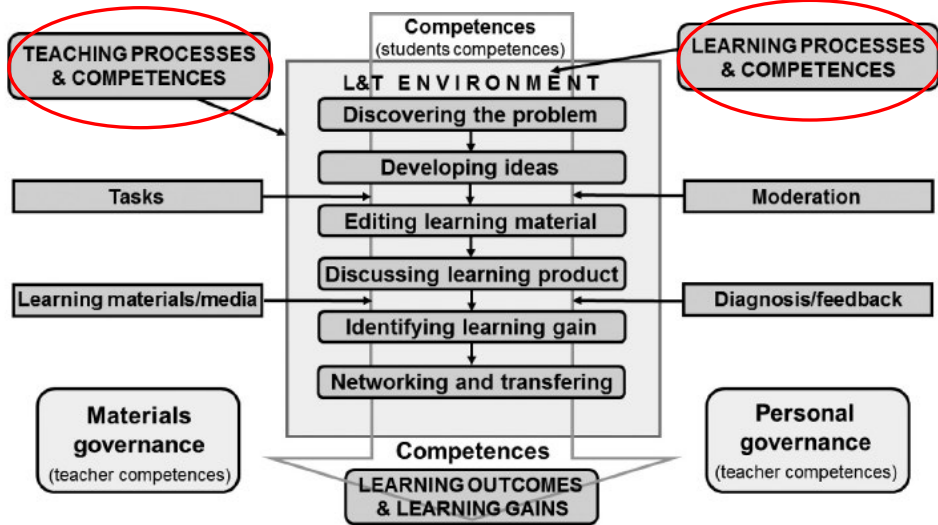 Competences
(students competences)
TEACHING PROCESSES
& COMPETENCES
LEARNING PROCESSES
& COMPETENCES
L&T ENVIRONMENT
Discovering the problem
Developing ideas
Tasks
Moderation
Editing learning material
Discussing learning product
Learning materials/media
Diagnosis/feedback
Identifying learning gain
Networking and transfering
Materials
governance
(teacher competences)
Personal
governance
(teacher competences)
Competences
LEARNING OUTCOMES
& LEARNING GAINS